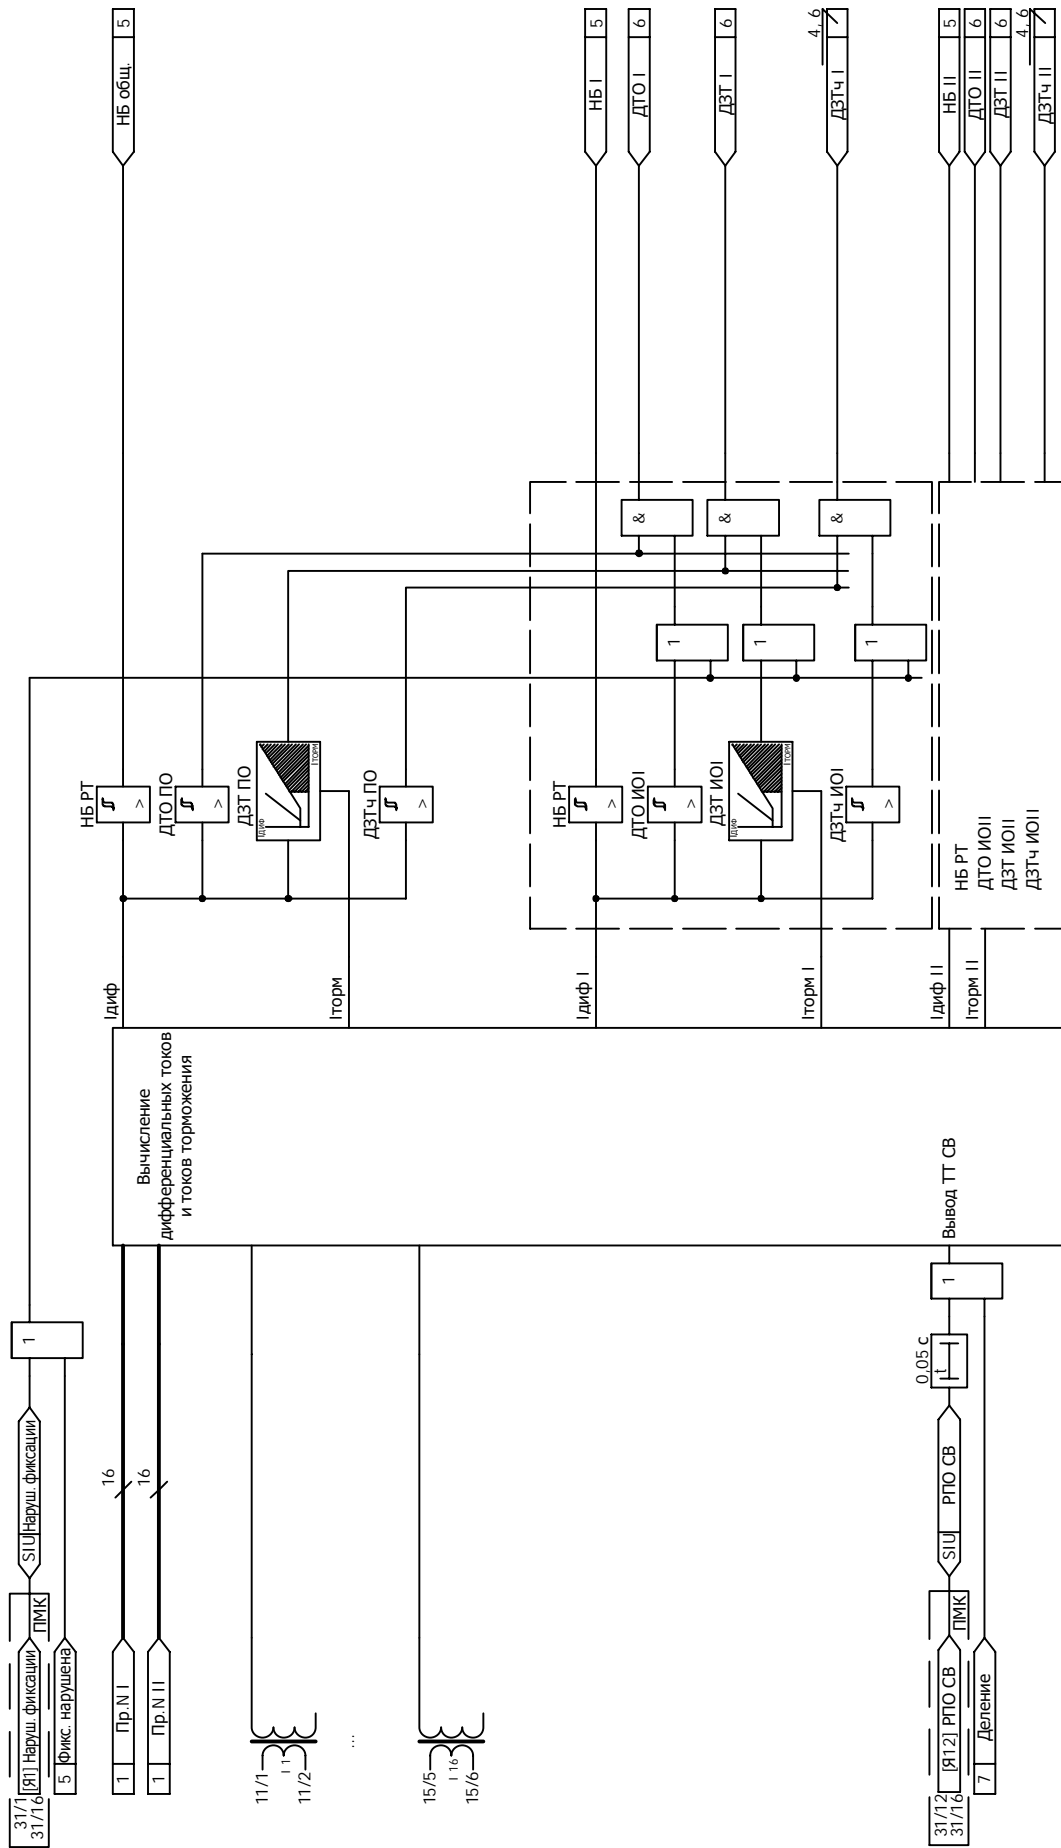 31/1
31/16
[Я1] Наруш. фиксации
ПМК
SIU
Наруш. фиксации
1
5
Фикс. нарушена
1
Пр.N I
16
1
Пр.N II
16
11/1
I 1
11/2
...
15/5
I 16
15/6
31/12
31/16
[Я12] РПО СВ
ПМК
SIU
РПО СВ
0,05 с
t
1
7
Деление
Вывод ТТ СВ
Вычисление
дифференциальных токов
и токов торможения
Iдиф
Iторм
Iдиф I
Iторм I
Iдиф II
Iторм II
НБ РТ
>
ДТО ПО
>
ДЗТ ПО
Iдиф
Iторм
ДЗТч ПО
>
НБ РТ
>
ДТО ИОI
>
ДЗТ ИОI
Iдиф
Iторм
ДЗТч ИОI
>
1
1
1
&
&
&
НБ РТ
ДТО ИОII
ДЗТ ИОII
ДЗТч ИОII
НБ общ.
5
НБ I
5
ДТО I
6
ДЗТ I
6
ДЗТч I
4, 6
НБ II
5
ДТО II
6
ДЗТ II
6
ДЗТч II
4, 6